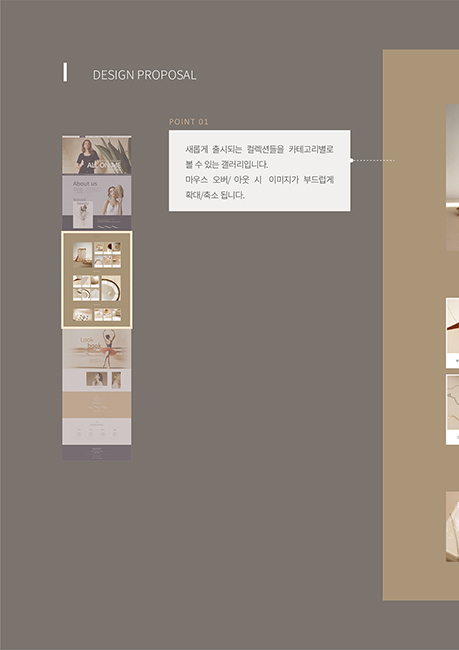 DESIGN PROPOSAL
POINT 01
새롭게 출시되는 컬렉션들을 카테고리별로
볼 수 있는 갤러리입니다.
마우스 오버/ 아웃 시 이미지가 부드럽게
확대/축소 됩니다.
About us
Look
book